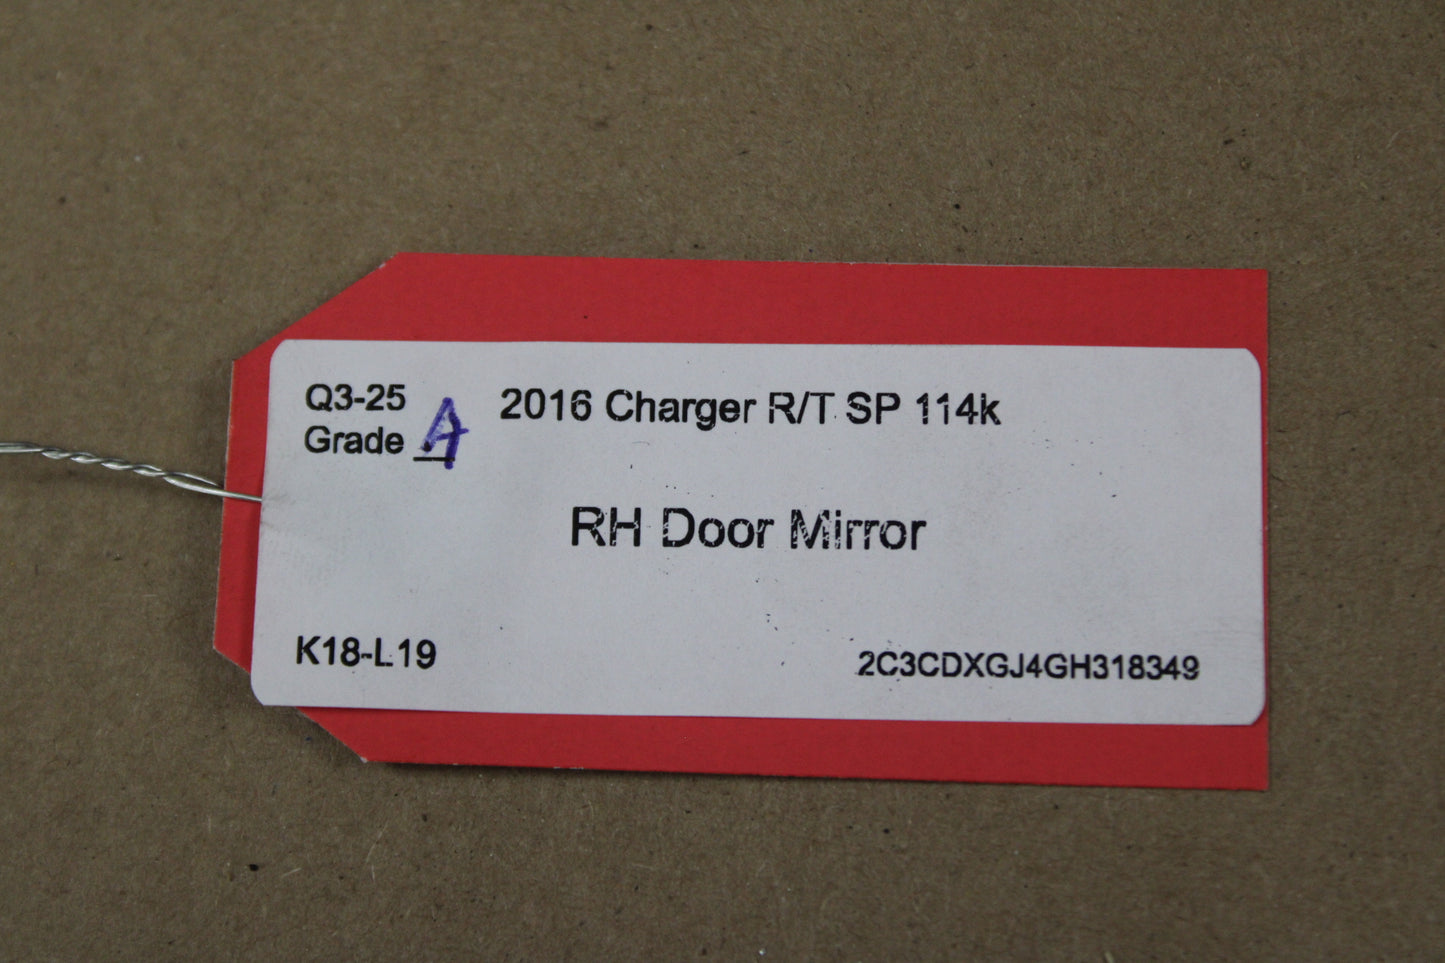 Q3-25
Grade A
2016 Charger R/T SP 114k
RH Door Mirror
K18-L19
2C3CDXGJ4GH318349